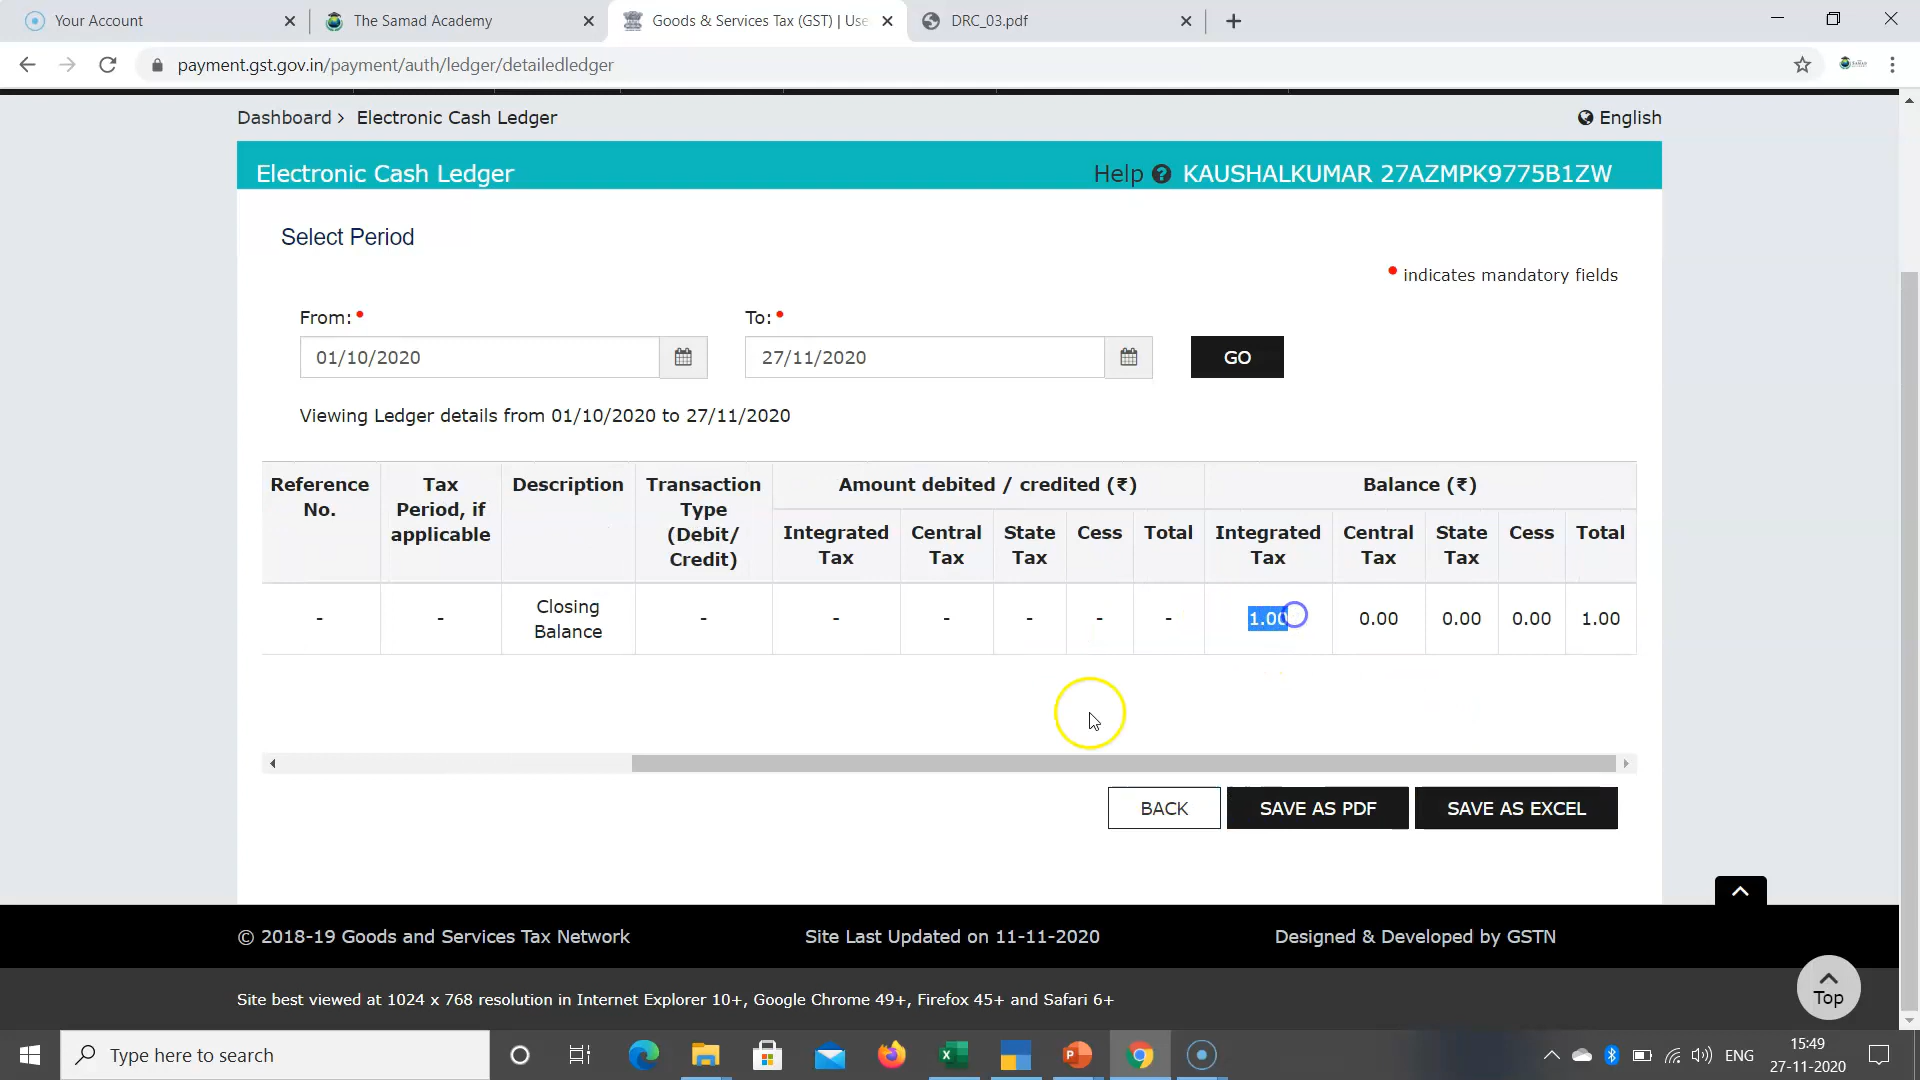 Your Account
The Samad Academy
Goods & Services Tax (GST) | Use
DRC_03.pdf
payment.gst.gov.in/payment/auth/ledger/detailedledger
Dashboard > Electronic Cash Ledger
English
Electronic Cash Ledger
Help KAUSHALKUMAR 27AZMPK9775B1ZW
Select Period
indicates mandatory fields
From:
To:
01/10/2020
27/11/2020
GO
Viewing Ledger details from 01/10/2020 to 27/11/2020
Reference No.
Tax Period, if applicable
Description
Transaction Type (Debit/ Credit)
Amount debited / credited (₹)
Balance (₹)
Integrated Tax
Central Tax
State Tax
Cess
Total
Integrated Tax
Central Tax
State Tax
Cess
Total
- - Closing Balance - - - - - - 1.00 0.00 0.00 0.00 1.00
BACK
SAVE AS PDF
SAVE AS EXCEL
© 2018-19 Goods and Services Tax Network
Site Last Updated on 11-11-2020
Designed & Developed by GSTN
Site best viewed at 1024 x 768 resolution in Internet Explorer 10+, Google Chrome 49+, Firefox 45+ and Safari 6+
Top
Type here to search
ENG
15:49
27-11-2020